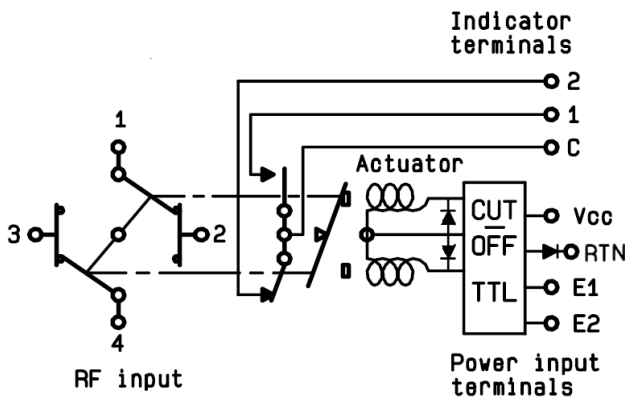 Indicator
terminals
2
1
C
1
Actuator
3
2
4
RF input
CUT
OFF
TTL
Vcc
RTN
E1
E2
Power input
terminals